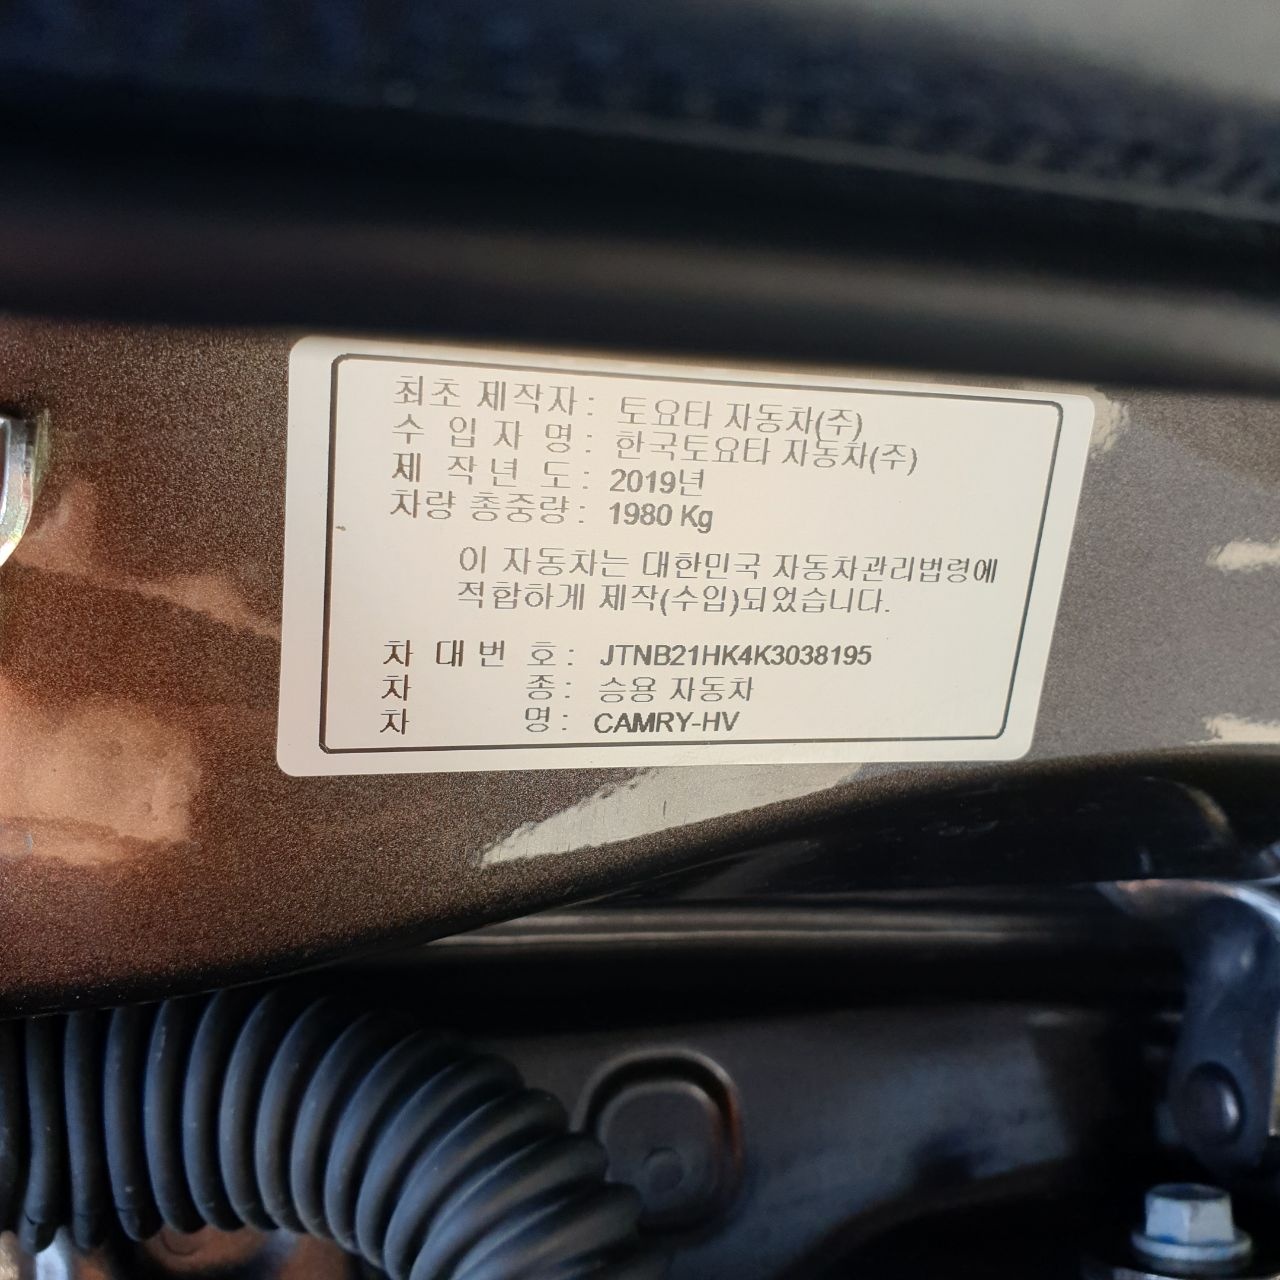 최초 제작자 : 토요타 자동차(주)
수 입 자 명 : 한국토요타 자동차(주)
제 작 년 도 : 2019년
차량 총중량 : 1980 Kg
이 자동차는 대한민국 자동차관리법령에
적합하게 제작(수입)되었습니다.
차 대 번 호 : JTNB21HK4K3038195
차 종 : 승용 자동차
차 명 : CAMRY-HV